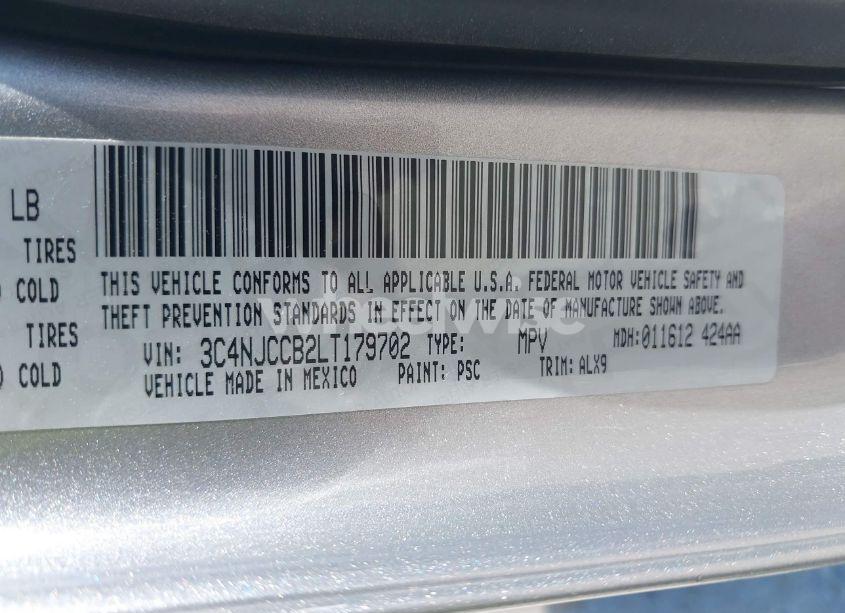 LB
TIRES
COLD
TIRES
COLD
THIS VEHICLE CONFORMS TO ALL APPLICABLE U.S.A. FEDERAL MOTOR VEHICLE SAFETY AND
THEFT PREVENTION STANDARDS IN EFFECT ON THE DATE OF MANUFACTURE SHOWN ABOVE.
VIN: 3C4NJCCB2LT179702 TYPE: MPV MDH:011612 424AA
VEHICLE MADE IN MEXICO PAINT: PSC TRIM: ALX9
wheelwise